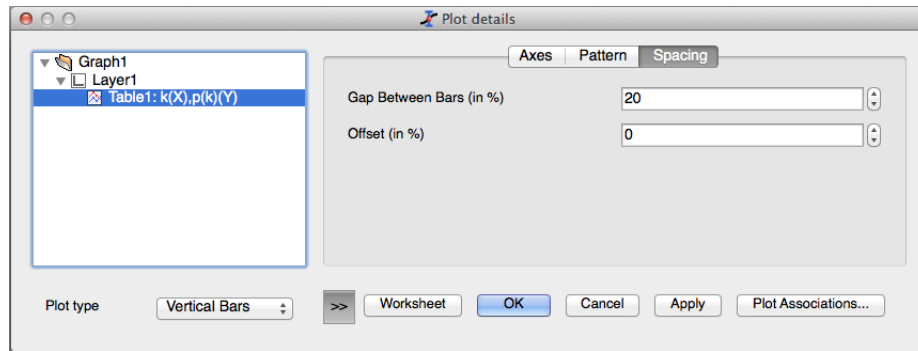 Plot details
Graph1
Layer1
Table1: k(X),p(k)(Y)
Axes Pattern Spacing
Gap Between Bars (in %) 20
Offset (in %) 0
Plot type Vertical Bars >> Worksheet OK Cancel Apply Plot Associations...